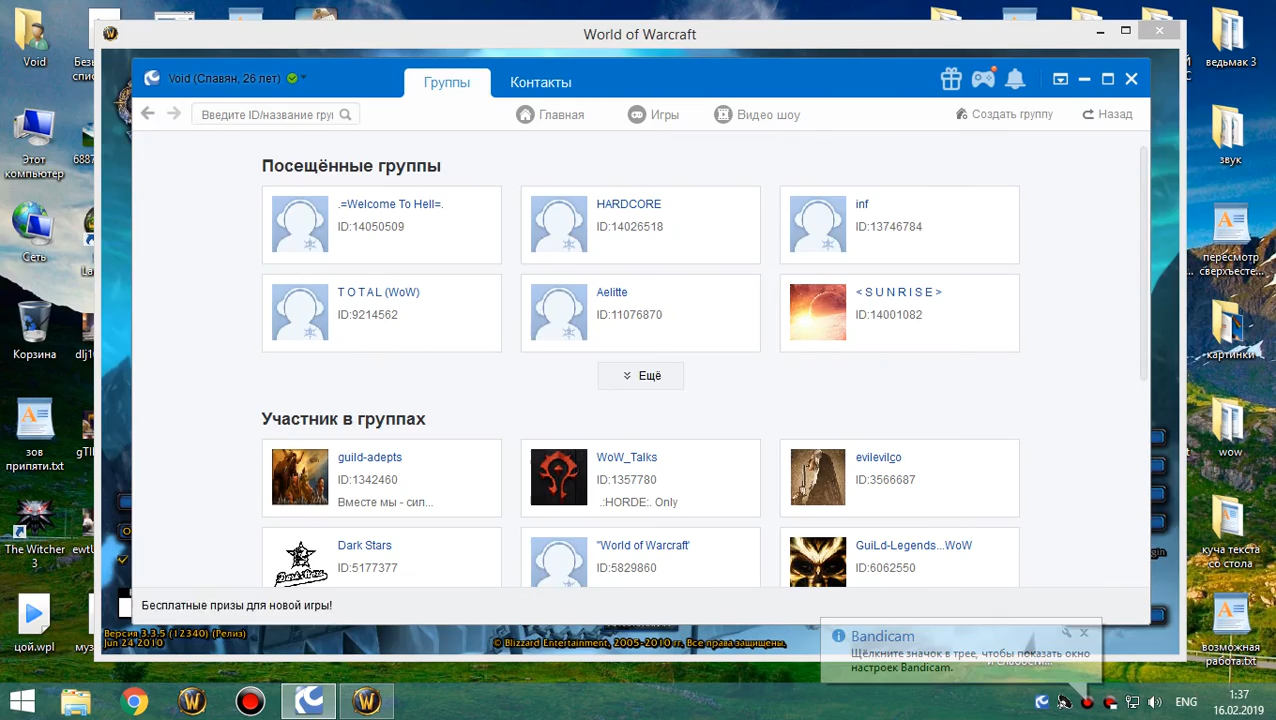 World of Warcraft
Void (Славян, 26 лет)
Группы
Контакты
Введите ID/название гру
Главная
Игры
Видео шоу
Создать группу
Назад
Посещённые группы
.=Welcome To Hell=.
ID:14050509
HARDCORE
ID:14026518
inf
ID:13746784
T O T A L (WoW)
ID:9214562
Aelitte
ID:11076870
< S U N R I S E >
ID:14001082
Ещё
Участник в группах
guild-adepts
ID:1342460
Вместе мы - сил...
WoW_Talks
ID:1357780
.:HORDE:. Only
evilevilco
ID:3566687
Dark Stars
ID:5177377
"World of Warcraft'
ID:5829860
GuiLd-Legends...WoW
ID:6062550
Бесплатные призы для новой игры!
Версия 3.3.5 (12340) (Релиз)
Jun 24 2010
© Blizzard Entertainment, 2005-2010 гг. Все права защищены.
Bandicam
Щёлкните значок в трее, чтобы показать окно
настроек Bandicam.
Void
Этот
компьютер
Сеть
Корзина
зов
припяти.txt
The Witcher
3
цой.wpl
ведьмак 3
звук
пересмотр
сверхъесте...
картинки
wow
куча текста
со стола
возможная
работа.txt
ENG
1:37
16.02.2019